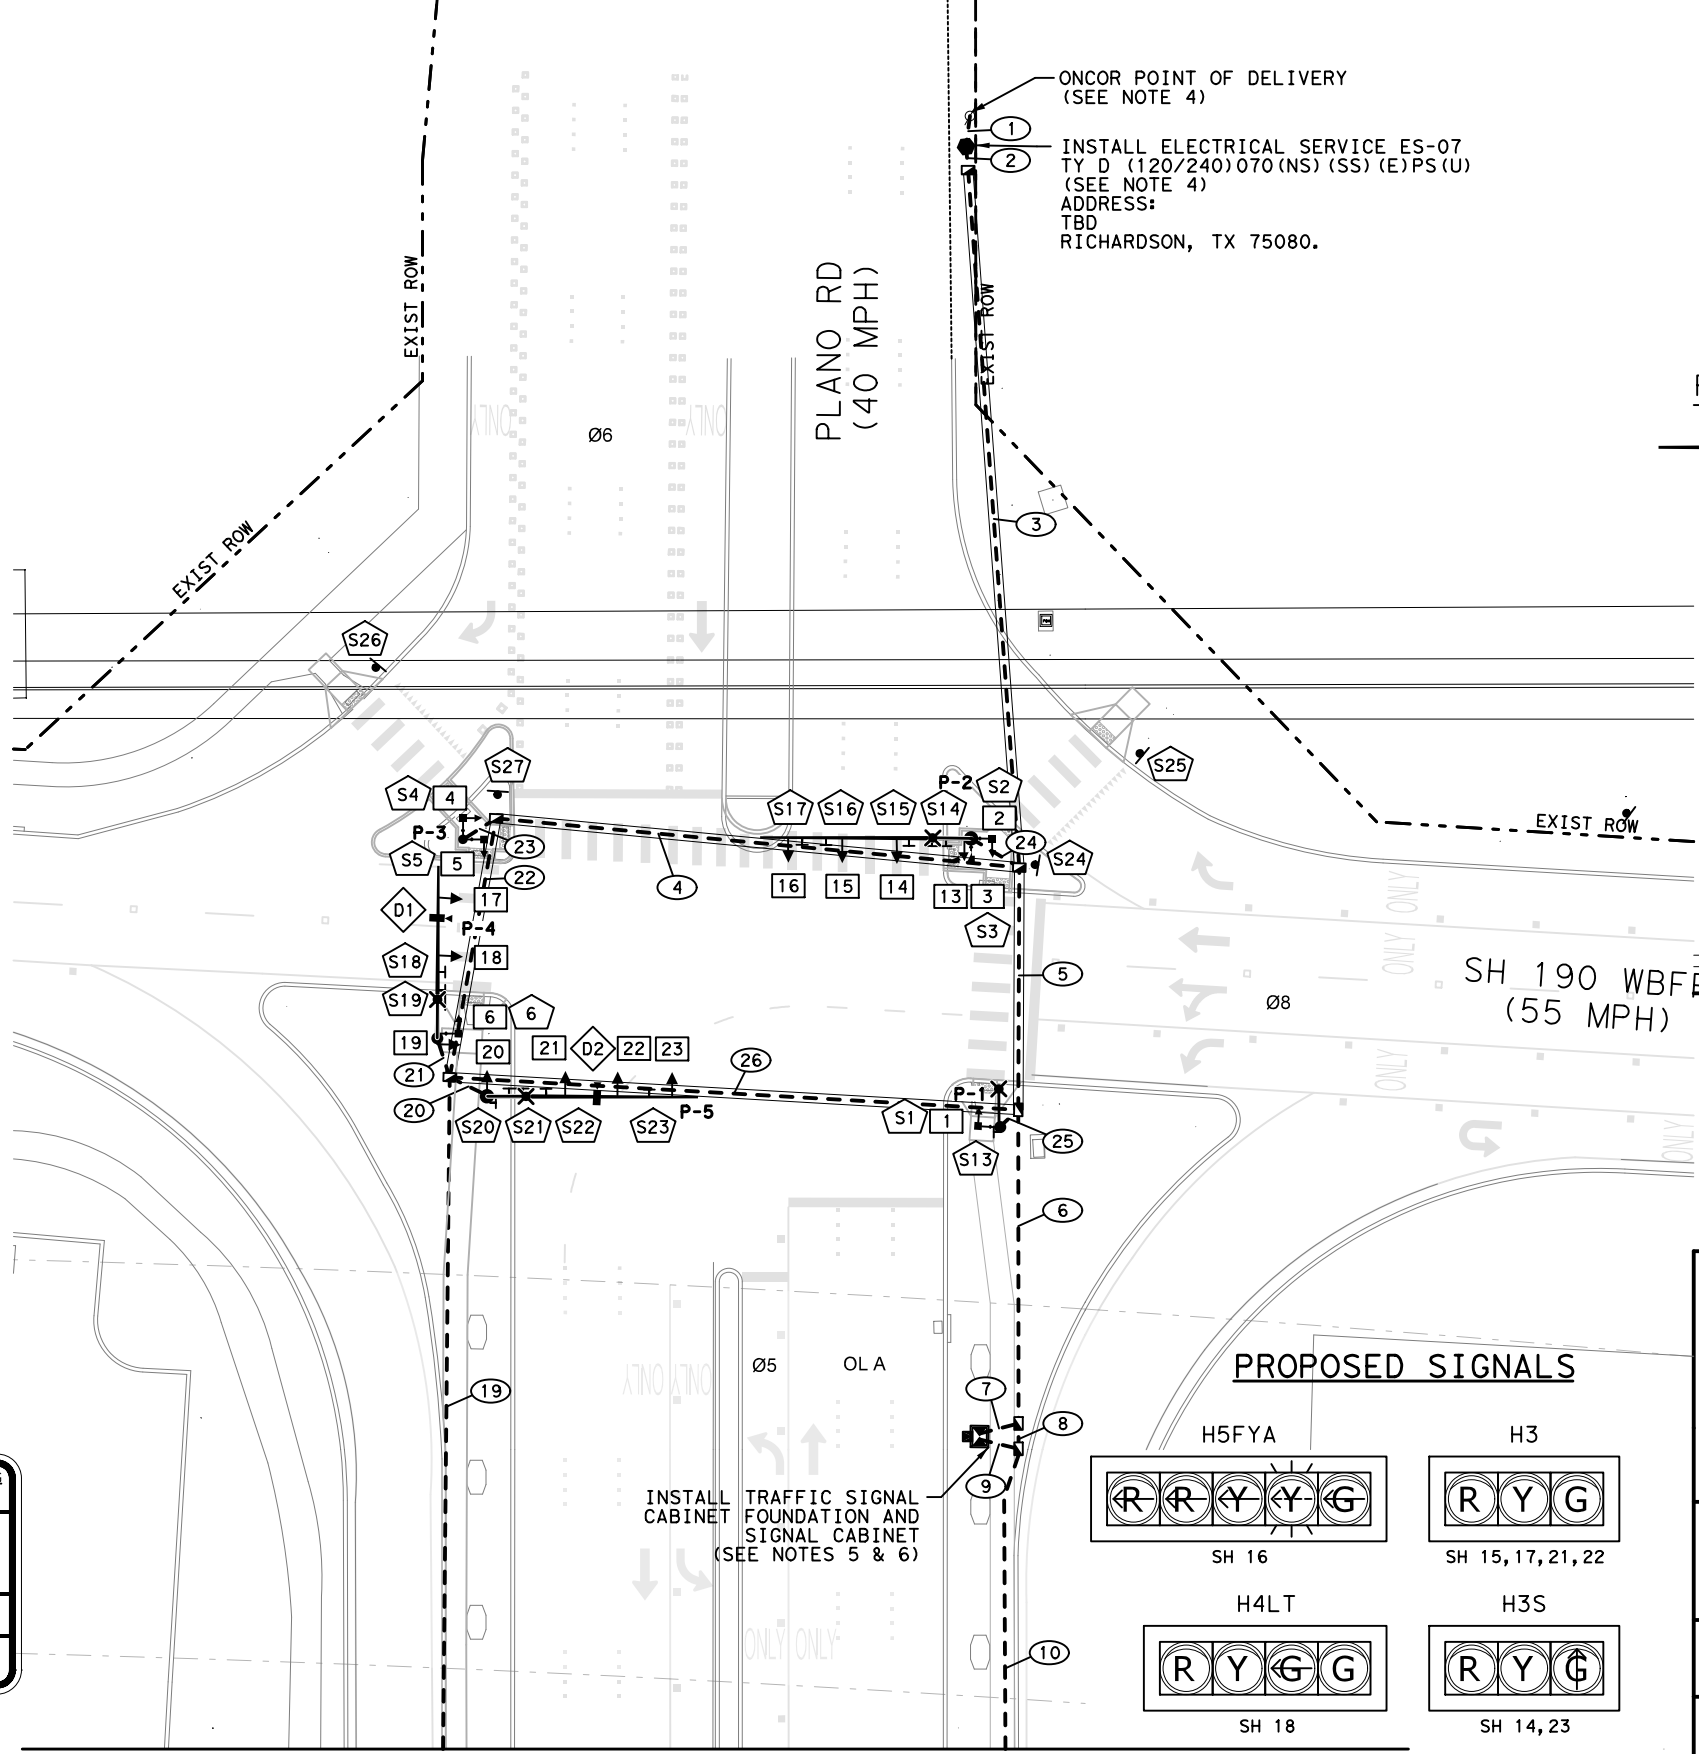 ONCOR POINT OF DELIVERY
(SEE NOTE 4)
1
2
INSTALL ELECTRICAL SERVICE ES-07
TY D (120/240)070(NS)(SS)(E)PS(U)
(SEE NOTE 4)
ADDRESS:
TBD
RICHARDSON, TX 75080.
EXIST ROW
PLANO RD
(40 MPH)
EXIST ROW
ONLY
ONLY
Ø6
3
EXIST ROW
S26
S27
S4
4
P-3
S5
5
23
22
4
S17
S16
S15
S14
P-2
S2
2
24
S24
S25
EXIST ROW
16
15
14
13
3
S3
D1
17
P-4
18
S18
S19
6
6
19
20
21
20
21
D2
22
23
26
S20
S21
S22
S23
P-5
S1
1
P-1
S13
25
5
ONLY
ONLY
Ø8
SH 190 WBF
(55 MPH)
ONLY
ONLY
6
19
ONLY
ONLY
Ø5
OL A
7
8
9
INSTALL TRAFFIC SIGNAL
CABINET FOUNDATION AND
SIGNAL CABINET
(SEE NOTES 5 & 6)
ONLY
ONLY
10
PROPOSED SIGNALS
H5FYA
R R Y Y G
SH 16
H3
R Y G
SH 15,17,21,22
H4LT
R Y G G
SH 18
H3S
R Y G
SH 14,23